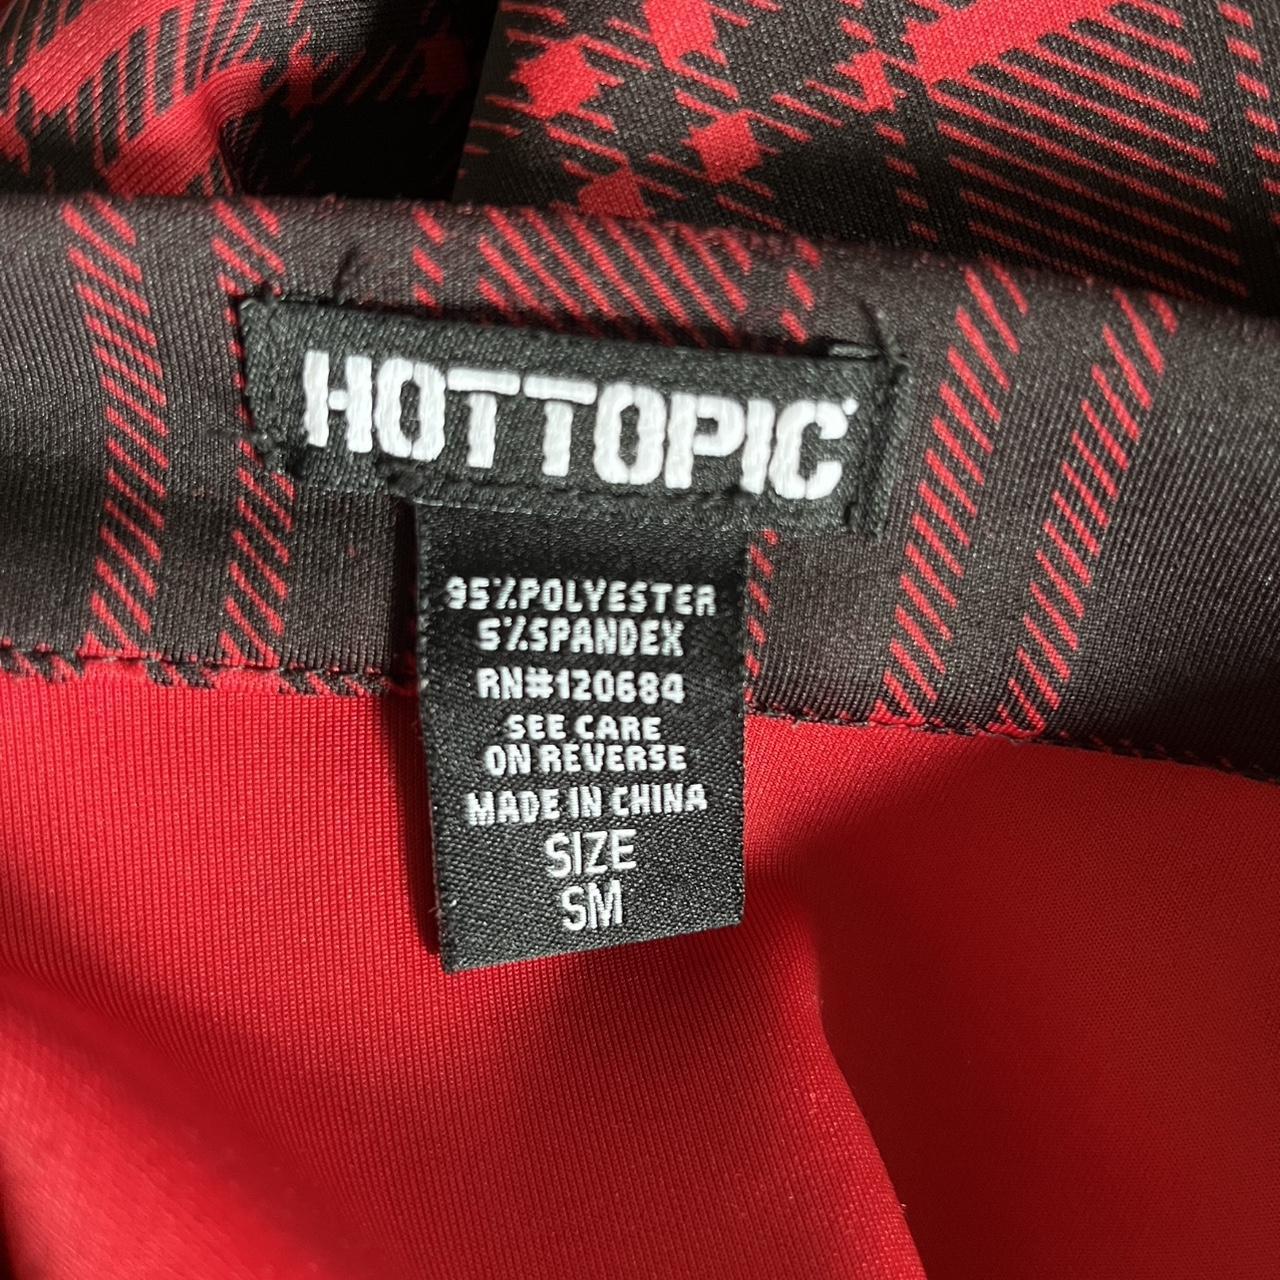 HOTTOPIC
95%POLYESTER
5%SPANDEX
RN#120684
SEE CARE
ON REVERSE
MADE IN CHINA
SIZE
SM